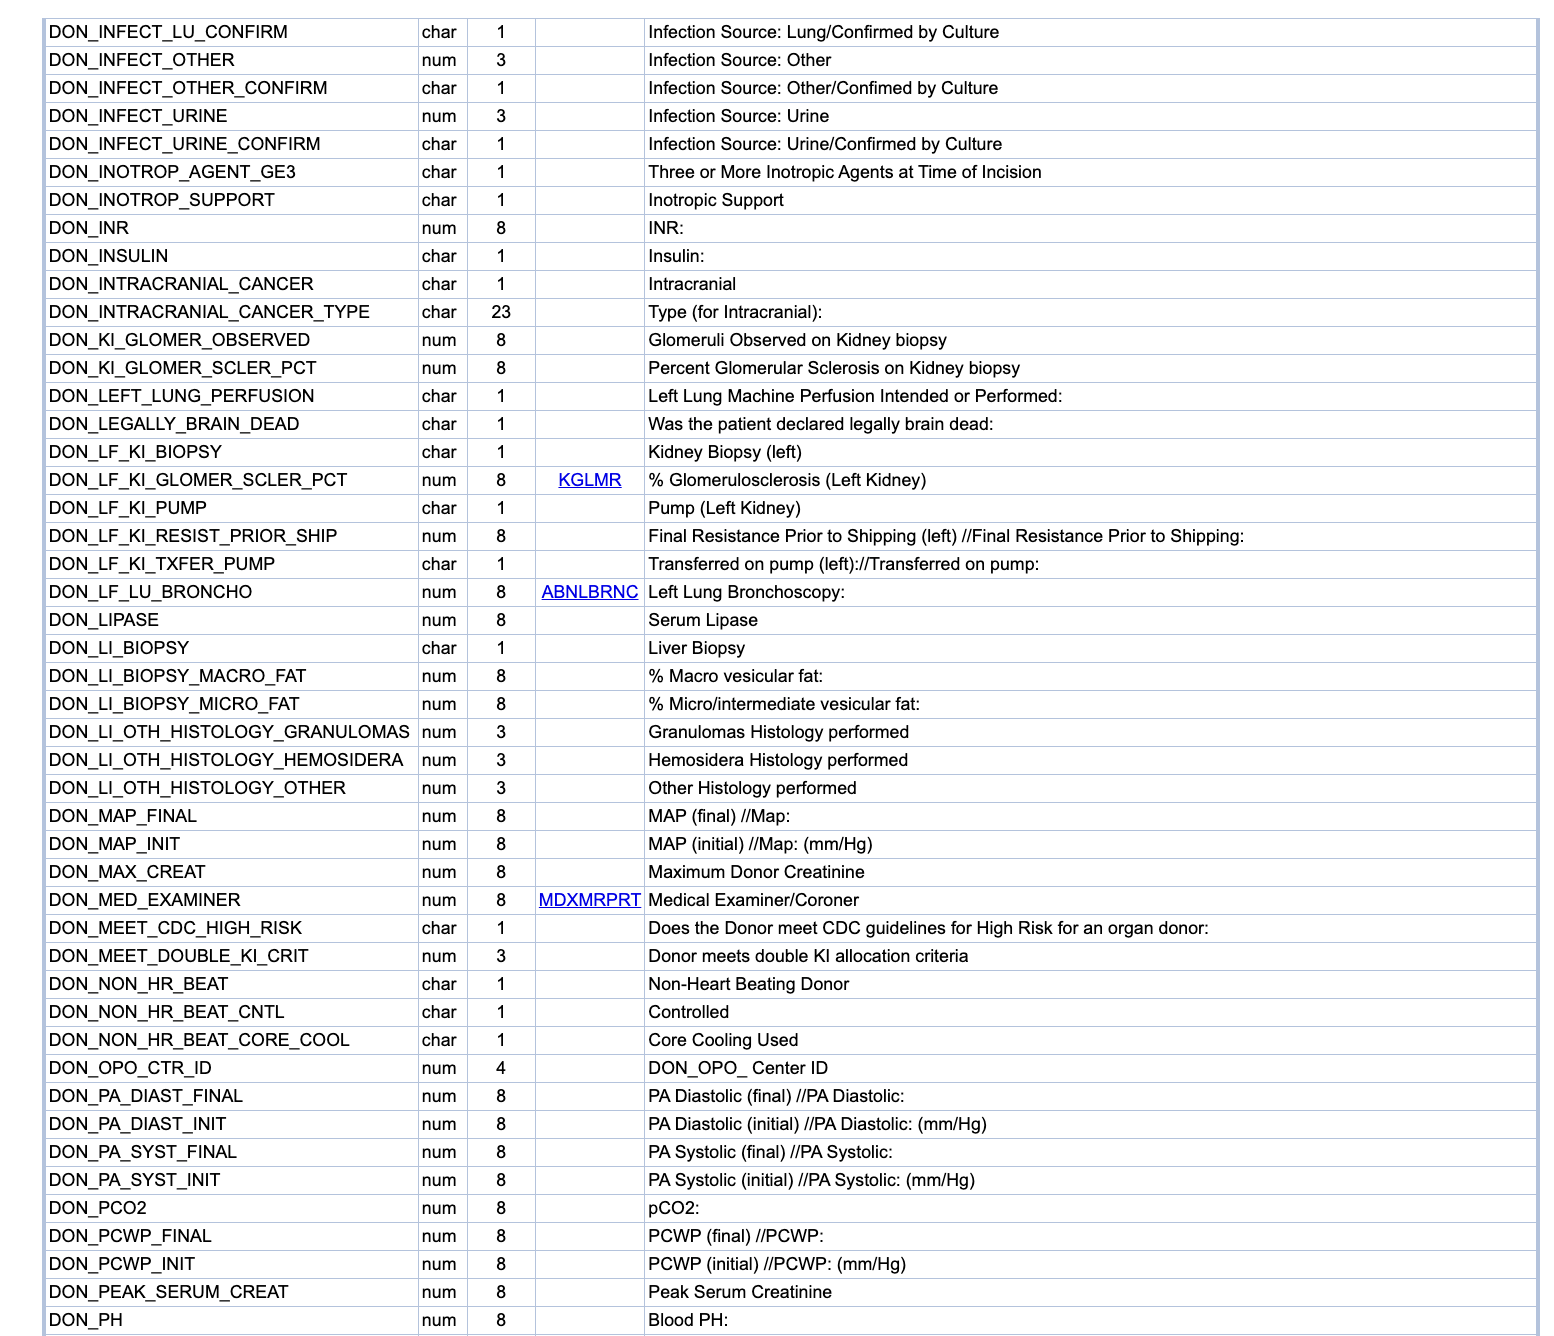 DON_INFECT_LU_CONFIRM char 1 Infection Source: Lung/Confirmed by Culture
DON_INFECT_OTHER num 3 Infection Source: Other
DON_INFECT_OTHER_CONFIRM char 1 Infection Source: Other/Confimed by Culture
DON_INFECT_URINE num 3 Infection Source: Urine
DON_INFECT_URINE_CONFIRM char 1 Infection Source: Urine/Confirmed by Culture
DON_INOTROP_AGENT_GE3 char 1 Three or More Inotropic Agents at Time of Incision
DON_INOTROP_SUPPORT char 1 Inotropic Support
DON_INR num 8 INR:
DON_INSULIN char 1 Insulin:
DON_INTRACRANIAL_CANCER char 1 Intracranial
DON_INTRACRANIAL_CANCER_TYPE char 23 Type (for Intracranial):
DON_KI_GLOMER_OBSERVED num 8 Glomeruli Observed on Kidney biopsy
DON_KI_GLOMER_SCLER_PCT num 8 Percent Glomerular Sclerosis on Kidney biopsy
DON_LEFT_LUNG_PERFUSION char 1 Left Lung Machine Perfusion Intended or Performed:
DON_LEGALLY_BRAIN_DEAD char 1 Was the patient declared legally brain dead:
DON_LF_KI_BIOPSY char 1 Kidney Biopsy (left)
DON_LF_KI_GLOMER_SCLER_PCT num 8 KGLMR % Glomerulosclerosis (Left Kidney)
DON_LF_KI_PUMP char 1 Pump (Left Kidney)
DON_LF_KI_RESIST_PRIOR_SHIP num 8 Final Resistance Prior to Shipping (left) //Final Resistance Prior to Shipping:
DON_LF_KI_TXFER_PUMP char 1 Transferred on pump (left)://Transferred on pump:
DON_LF_LU_BRONCHO num 8 ABNLBRNC Left Lung Bronchoscopy:
DON_LIPASE num 8 Serum Lipase
DON_LI_BIOPSY char 1 Liver Biopsy
DON_LI_BIOPSY_MACRO_FAT num 8 % Macro vesicular fat:
DON_LI_BIOPSY_MICRO_FAT num 8 % Micro/intermediate vesicular fat:
DON_LI_OTH_HISTOLOGY_GRANULOMAS num 3 Granulomas Histology performed
DON_LI_OTH_HISTOLOGY_HEMOSIDERA num 3 Hemosidera Histology performed
DON_LI_OTH_HISTOLOGY_OTHER num 3 Other Histology performed
DON_MAP_FINAL num 8 MAP (final) //Map:
DON_MAP_INIT num 8 MAP (initial) //Map: (mm/Hg)
DON_MAX_CREAT num 8 Maximum Donor Creatinine
DON_MED_EXAMINER num 8 MDXMRPRT Medical Examiner/Coroner
DON_MEET_CDC_HIGH_RISK char 1 Does the Donor meet CDC guidelines for High Risk for an organ donor:
DON_MEET_DOUBLE_KI_CRIT num 3 Donor meets double KI allocation criteria
DON_NON_HR_BEAT char 1 Non-Heart Beating Donor
DON_NON_HR_BEAT_CNTL char 1 Controlled
DON_NON_HR_BEAT_CORE_COOL char 1 Core Cooling Used
DON_OPO_CTR_ID num 4 DON_OPO_ Center ID
DON_PA_DIAST_FINAL num 8 PA Diastolic (final) //PA Diastolic:
DON_PA_DIAST_INIT num 8 PA Diastolic (initial) //PA Diastolic: (mm/Hg)
DON_PA_SYST_FINAL num 8 PA Systolic (final) //PA Systolic:
DON_PA_SYST_INIT num 8 PA Systolic (initial) //PA Systolic: (mm/Hg)
DON_PCO2 num 8 pCO2:
DON_PCWP_FINAL num 8 PCWP (final) //PCWP:
DON_PCWP_INIT num 8 PCWP (initial) //PCWP: (mm/Hg)
DON_PEAK_SERUM_CREAT num 8 Peak Serum Creatinine
DON_PH num 8 Blood PH: